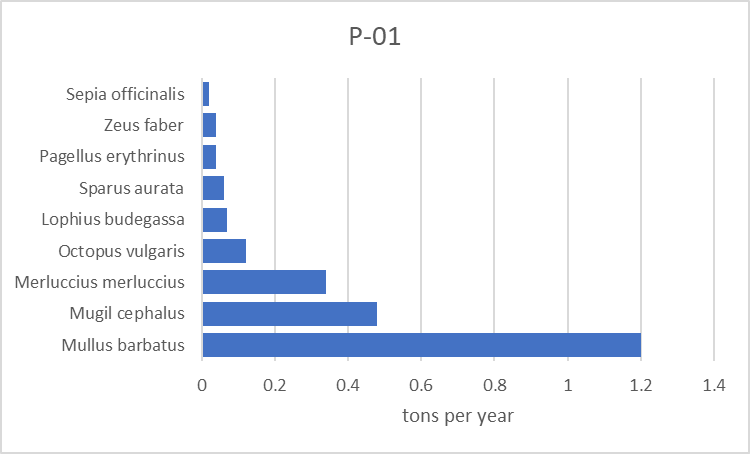 P-01
Sepia officinalis
Zeus faber
Pagellus erythrinus
Sparus aurata
Lophius budegassa
Octopus vulgaris
Merluccius merluccius
Mugil cephalus
Mullus barbatus
0 0.2 0.4 0.6 0.8 1 1.2 1.4
tons per year